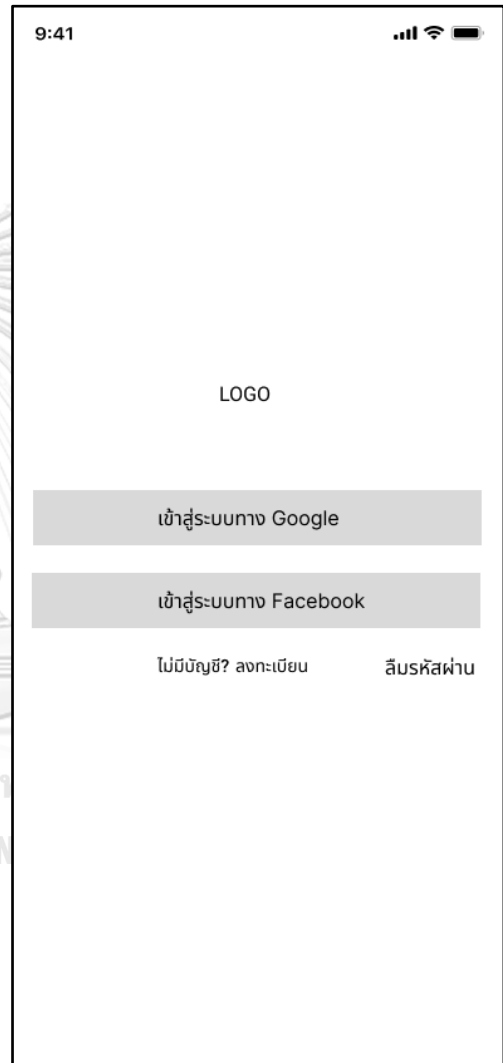 9:41
LOGO
เข้าสู่ระบบทาง Google
เข้าสู่ระบบทาง Facebook
ไม่มีบัญชี? ลงทะเบียน ลืมรหัสผ่าน